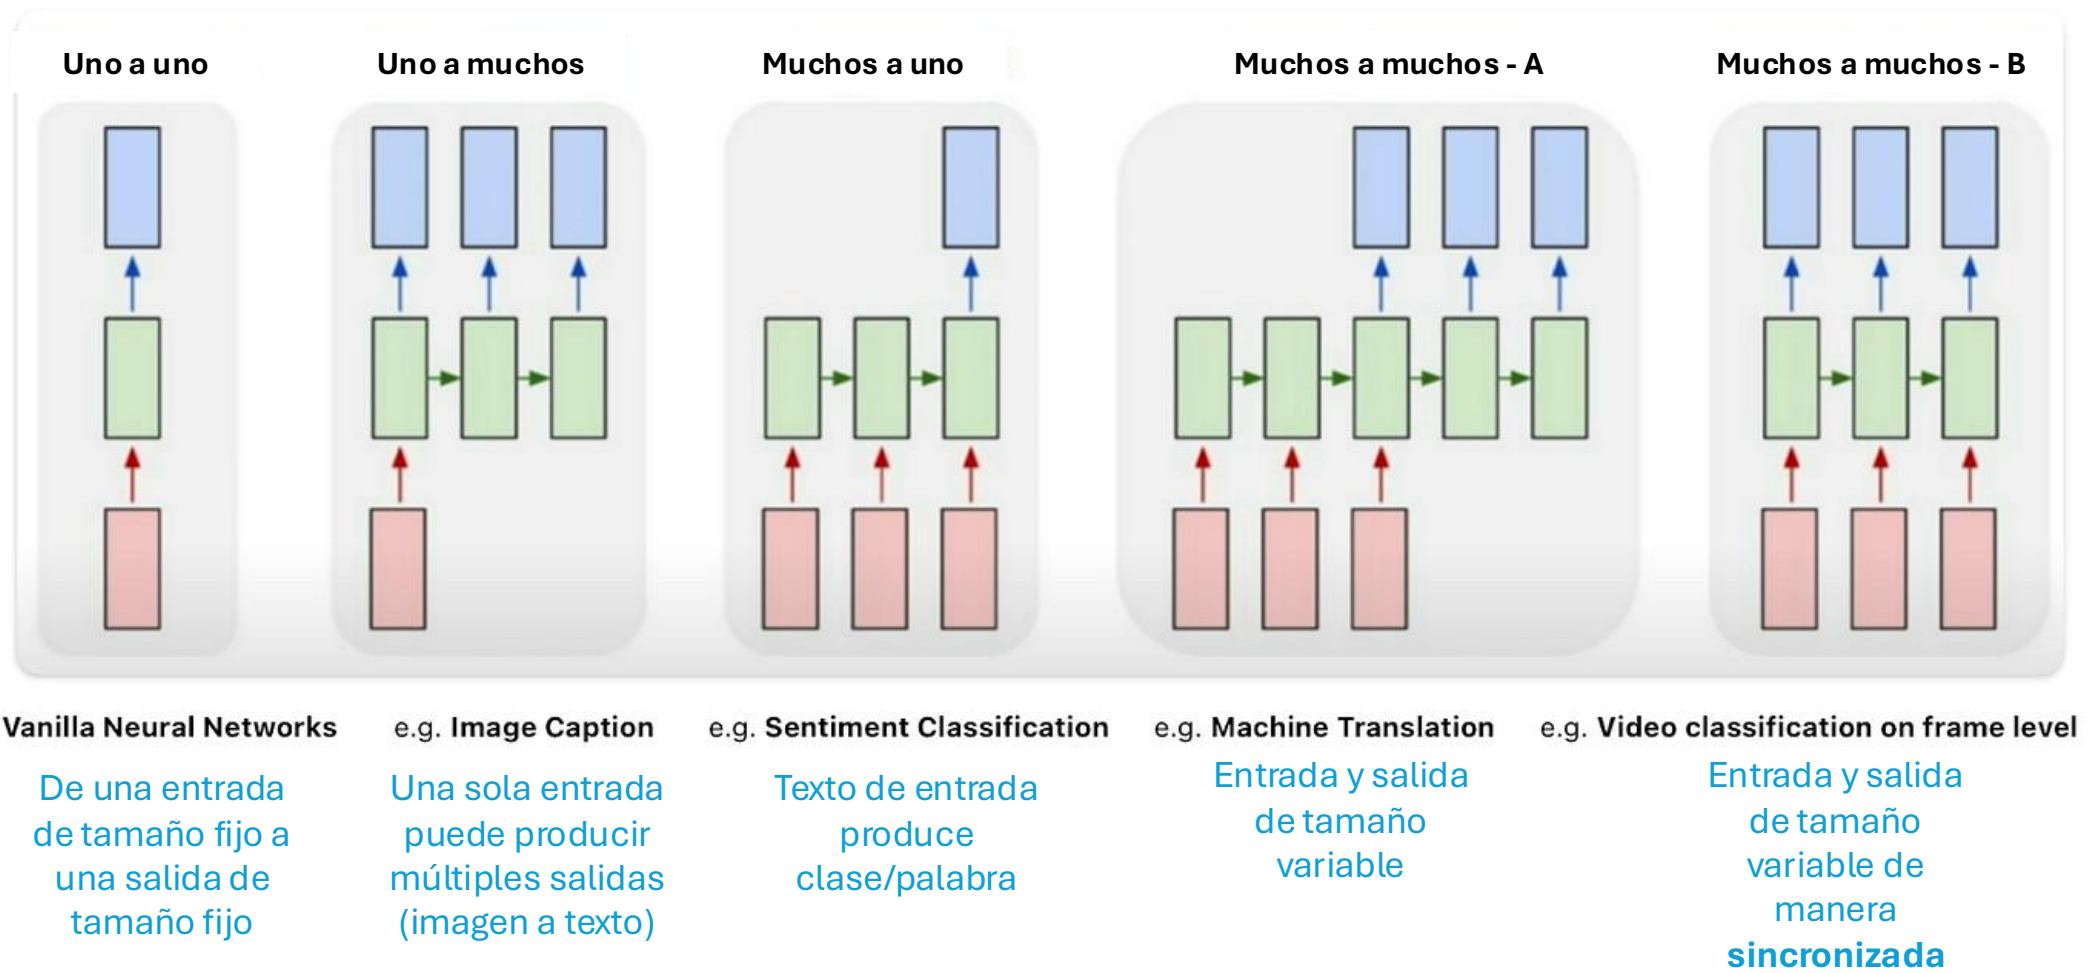 Uno a uno
Uno a muchos
Muchos a uno
Muchos a muchos - A
Muchos a muchos - B
Vanilla Neural Networks
e.g. Image Caption
e.g. Sentiment Classification
e.g. Machine Translation
e.g. Video classification on frame level
De una entrada
de tamaño fijo a
una salida de
tamaño fijo
Una sola entrada
puede producir
múltiples salidas
(imagen a texto)
Texto de entrada
produce
clase/palabra
Entrada y salida
de tamaño
variable
Entrada y salida
de tamaño
variable de
manera
sincronizada